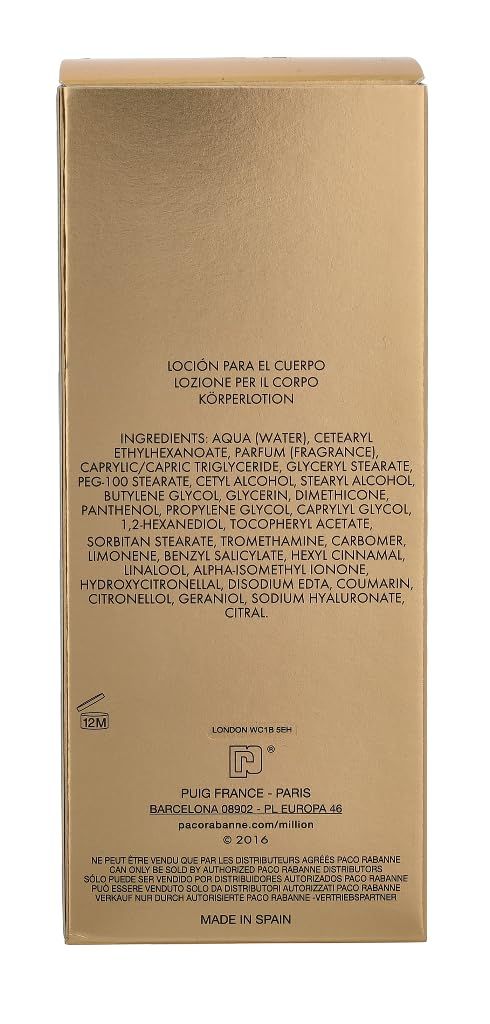 LOCIÓN PARA EL CUERPO
LOZIONE PER IL CORPO
KÖRPERLOTION
INGREDIENTS: AQUA (WATER), CETEARYL
ETHYLHEXANOATE, PARFUM (FRAGRANCE),
CAPRYLIC/CAPRIC TRIGLYCERIDE, GLYCERYL STEARATE,
PEG-100 STEARATE, CETYL ALCOHOL, STEARYL ALCOHOL,
BUTYLENE GLYCOL, GLYCERIN, DIMETHICONE,
PANTHENOL, PROPYLENE GLYCOL, CAPRYLYL GLYCOL,
1,2-HEXANEDIOL, TOCOPHERYL ACETATE,
SORBITAN STEARATE, TROMETHAMINE, CARBOMER,
LIMONENE, BENZYL SALICYLATE, HEXYL CINNAMAL,
LINALOOL, ALPHA-ISOMETHYL IONONE,
HYDROXYCITRONELLAL, DISODIUM EDTA, COUMARIN,
CITRONELLOL, GERANIOL, SODIUM HYALURONATE,
CITRAL.
12M
LONDON WC1B 5EH
®
PUIG FRANCE - PARIS
BARCELONA 08902 - PL EUROPA 46
pacorabanne.com/million
© 2016
NE PEUT ÊTRE VENDU QUE PAR LES DISTRIBUTEURS AGRÉÉS PACO RABANNE
CAN ONLY BE SOLD BY AUTHORIZED PACO RABANNE DISTRIBUTORS
SÓLO PUEDE SER VENDIDO POR DISTRIBUIDORES AUTORIZADOS PACO RABANNE
PUÒ ESSERE VENDUTO SOLO DA DISTRIBUTORI AUTORIZZATI PACO RABANNE
VERKAUF NUR DURCH AUTORISIERTE PACO RABANNE -VERTRIEBSPARTNER
MADE IN SPAIN